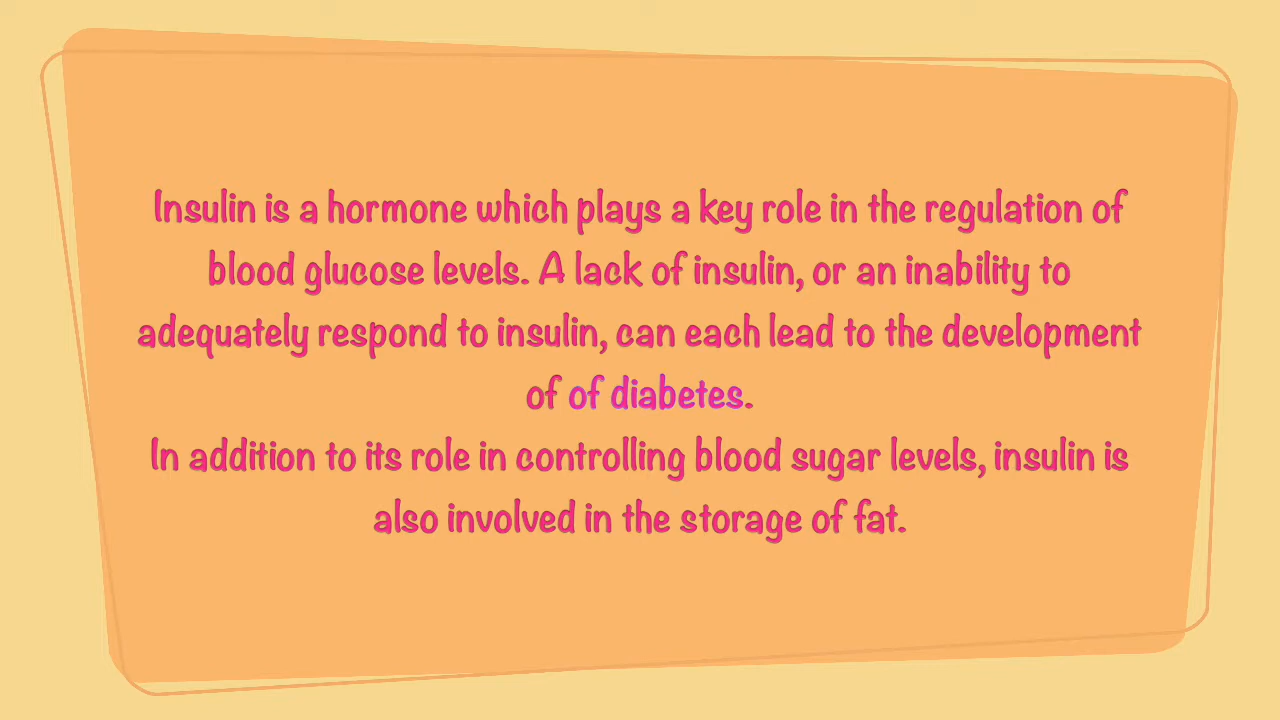 Insulin is a hormone which plays a key role in the regulation of
blood glucose levels. A lack of insulin, or an inability to
adequately respond to insulin, can each lead to the development
of of diabetes.
In addition to its role in controlling blood sugar levels, insulin is
also involved in the storage of fat.